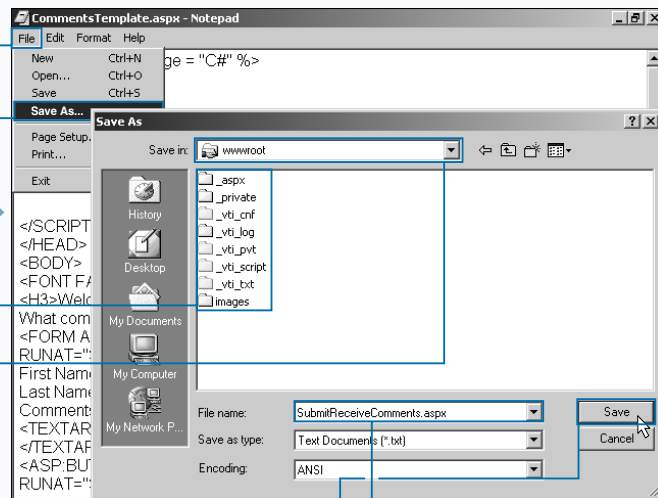 CommentsTemplate.aspx - Notepad
File Edit Format Help
New Ctrl+N
Open... Ctrl+O
Save Ctrl+S
Save As...
Page Setup.
Print...
Exit
ge = "C#" %>
Save As
Save in: wwwroot
History
Desktop
My Documents
My Computer
My Network P...
_aspx
_private
_vti_cnf
_vti_log
_vti_pvt
_vti_script
_vti_txt
images
File name: SubmitReceiveComments.aspx Save
Save as type: Text Documents (*.txt) Cancel
Encoding: ANSI
</SCRIPT
</HEAD>
<BODY>
<FONT FA
<H3>Welc
What com
<FORM A
RUNAT="
First Nam
Last Name
Comments
<TEXTAR
</TEXTAR
<ASP:BU
RUNAT="